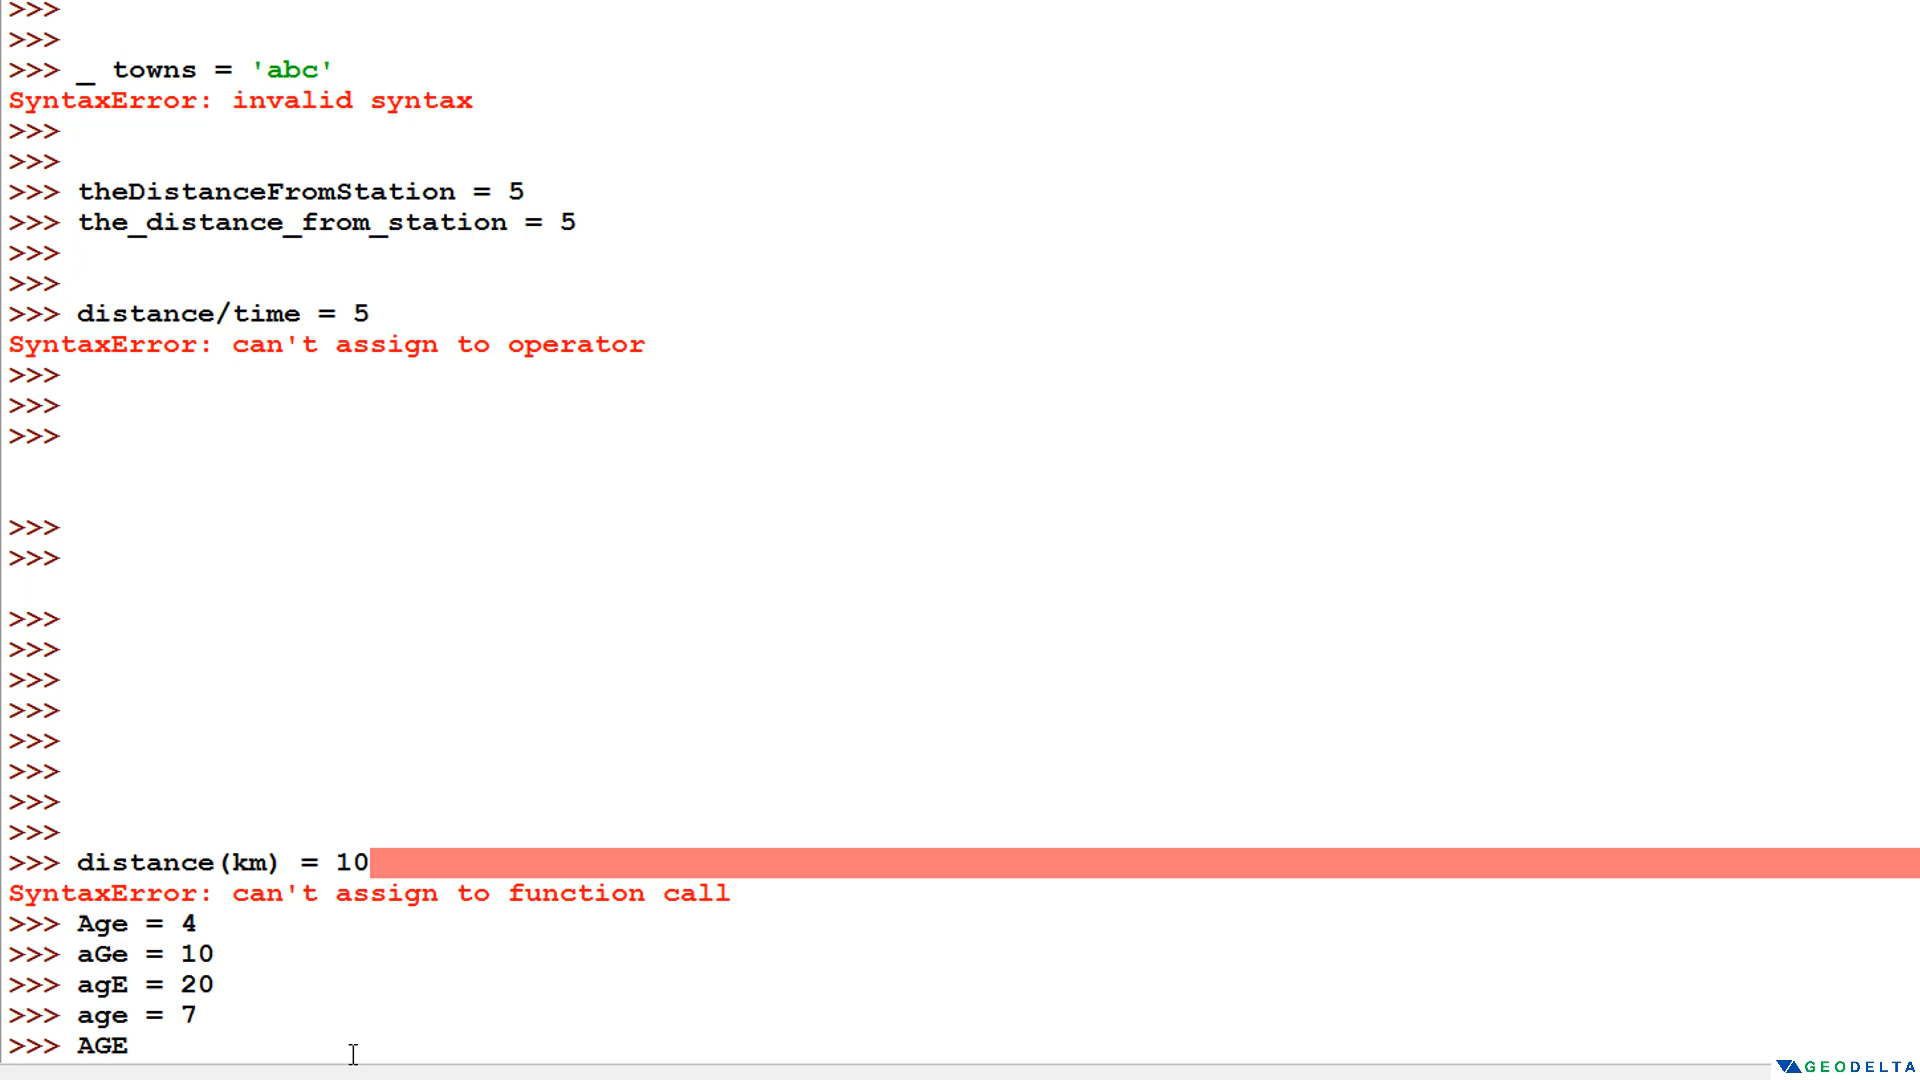 >>>
>>>
>>> _ towns = 'abc'
SyntaxError: invalid syntax
>>>
>>>
>>> theDistanceFromStation = 5
>>> the_distance_from_station = 5
>>>
>>>
>>> distance/time = 5
SyntaxError: can't assign to operator
>>>
>>>
>>>
>>>
>>>
>>>
>>>
>>>
>>>
>>>
>>>
>>>
>>>
>>> distance(km) = 10
SyntaxError: can't assign to function call
>>> Age = 4
>>> aGe = 10
>>> agE = 20
>>> age = 7
>>> AGE
GEODELTA